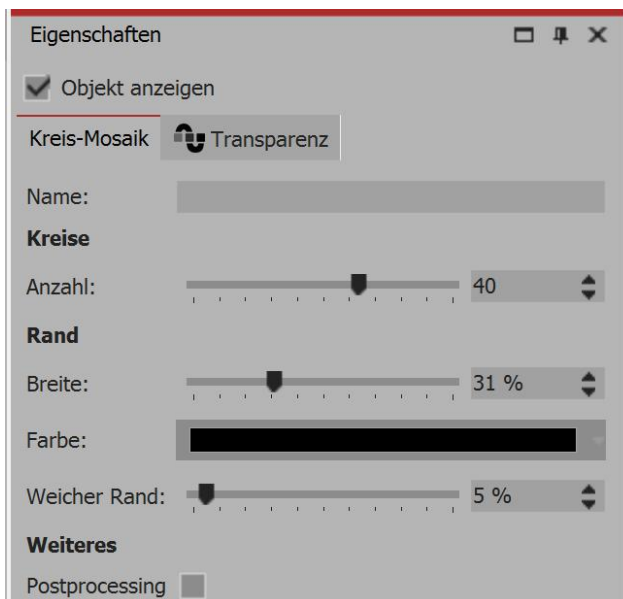 Eigenschaften
Objekt anzeigen
Kreis-Mosaik Transparenz
Name:
Kreise
Anzahl: 40
Rand
Breite: 31 %
Farbe:
Weicher Rand: 5 %
Weiteres
Postprocessing